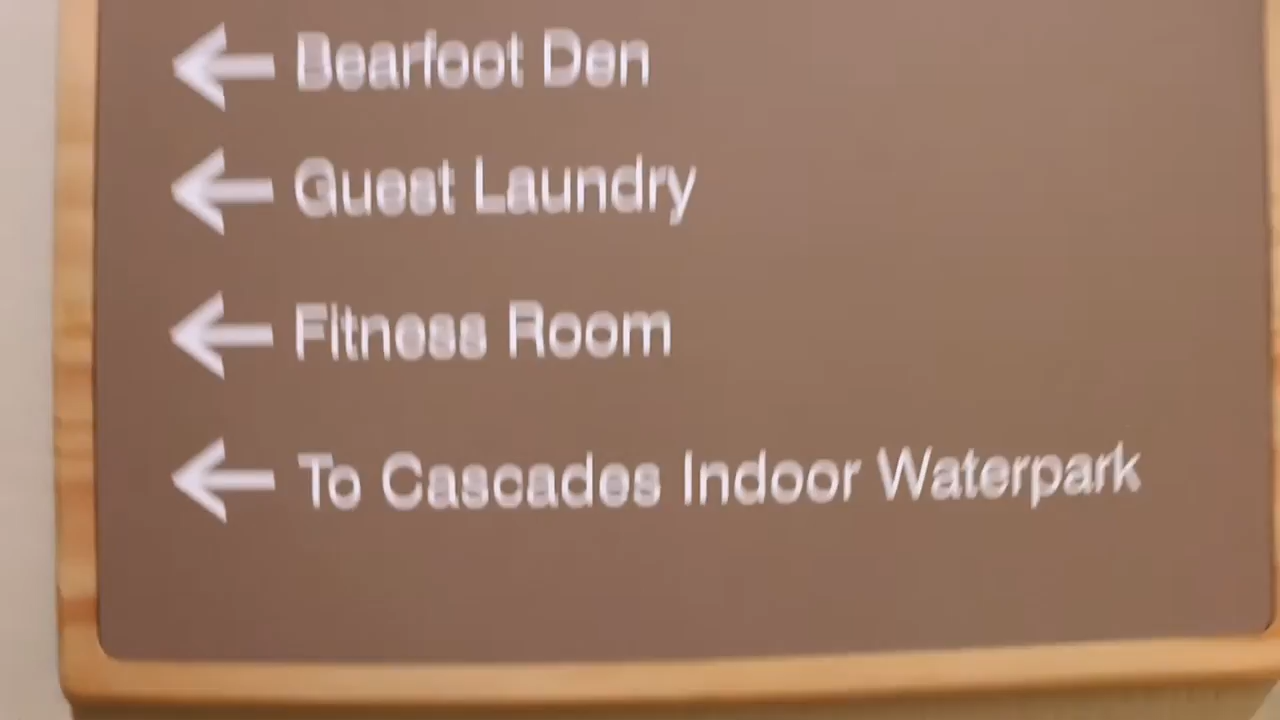 ← Bearfoot Den
← Guest Laundry
← Fitness Room
← To Cascades Indoor Waterpark